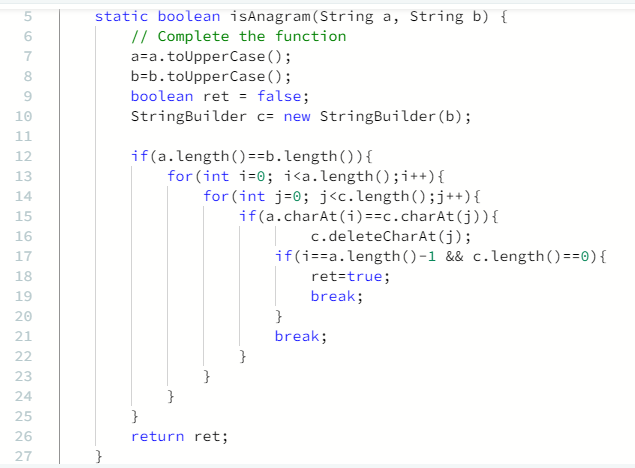 5 static boolean isAnagram(String a, String b) {
6 // Complete the function
7 a=a.toUpperCase();
8 b=b.toUpperCase();
9 boolean ret = false;
10 StringBuilder c= new StringBuilder(b);
11
12 if(a.length()==b.length()){
13 for(int i=0; i<a.length();i++){
14 for(int j=0; j<c.length();j++){
15 if(a.charAt(i)==c.charAt(j)){
16 c.deleteCharAt(j);
17 if(i==a.length()-1 && c.length()==0){
18 ret=true;
19 break;
20 }
21 break;
22 }
23 }
24 }
25 }
26 return ret;
27 }